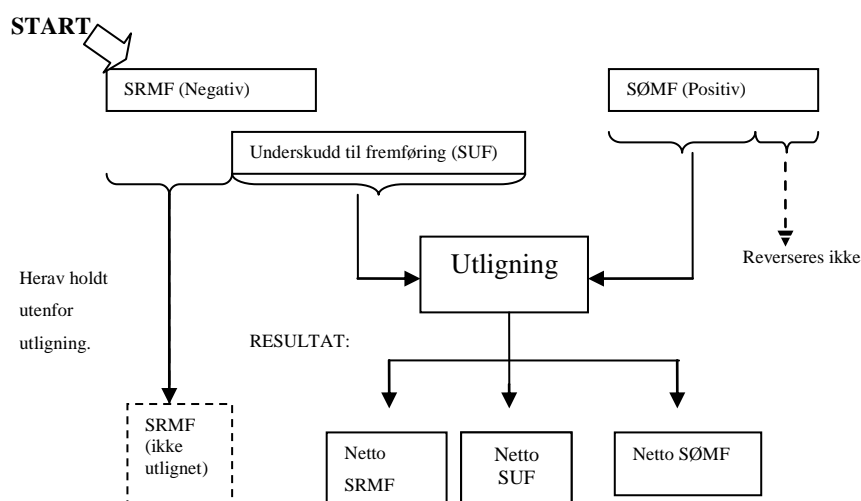 START
SRMF (Negativ)
SØMF (Positiv)
Underskudd til fremføring (SUF)
Utligning
Reverseres ikke
Herav holdt
utenfor
utligning.
RESULTAT:
SRMF
(ikke
utlignet)
Netto
SRMF
Netto
SUF
Netto SØMF